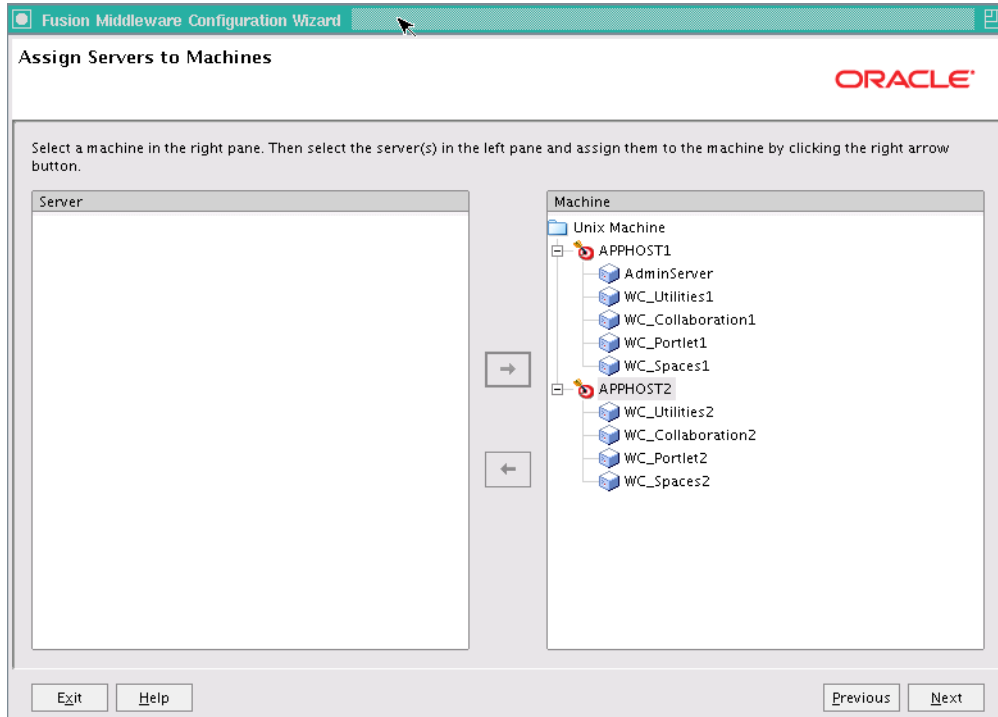 Fusion Middleware Configuration Wizard
Assign Servers to Machines
ORACLE
Select a machine in the right pane. Then select the server(s) in the left pane and assign them to the machine by clicking the right arrow
button.
Server
Machine
Unix Machine
APPHOST1
AdminServer
WC_Utilities1
WC_Collaboration1
WC_Portlet1
WC_Spaces1
APPHOST2
WC_Utilities2
WC_Collaboration2
WC_Portlet2
WC_Spaces2
Exit
Help
Previous
Next